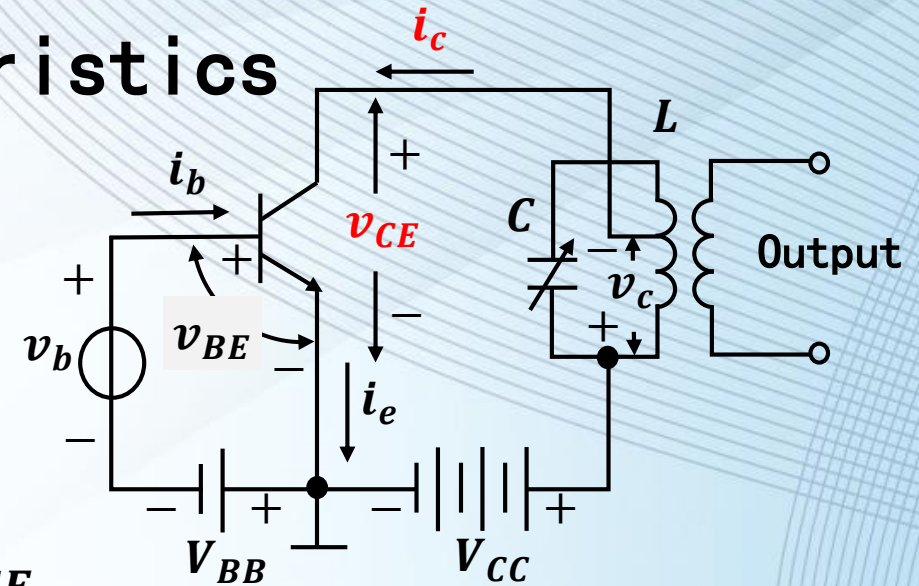 ristics
i_c
L
i_b
+
C
v_CE
+
+
−
Output
v_c
v_b
v_BE
−
+
−
i_e
−
−
+
−
+
V_BB
V_CC